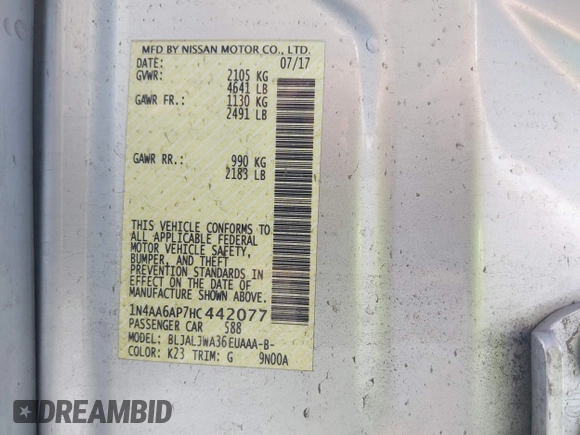 MFD BY NISSAN MOTOR CO., LTD.
DATE: 07/17
GVWR: 2105 KG
4641 LB
GAWR FR.: 1130 KG
2491 LB
GAWR RR.: 990 KG
2183 LB
THIS VEHICLE CONFORMS TO
ALL APPLICABLE FEDERAL
MOTOR VEHICLE SAFETY,
BUMPER, AND THEFT
PREVENTION STANDARDS IN
EFFECT ON THE DATE OF
MANUFACTURE SHOWN ABOVE.
1N4AA6AP7HC442077
PASSENGER CAR 588
MODEL: BLJALJWA36EUAAA-B-
COLOR: K23 TRIM: G 9N00A
DREAMBID